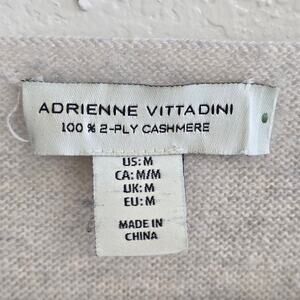 ADRIENNE VITTADINI
100 % 2-PLY CASHMERE
US: M
CA: M/M
UK: M
EU: M
MADE IN
CHINA